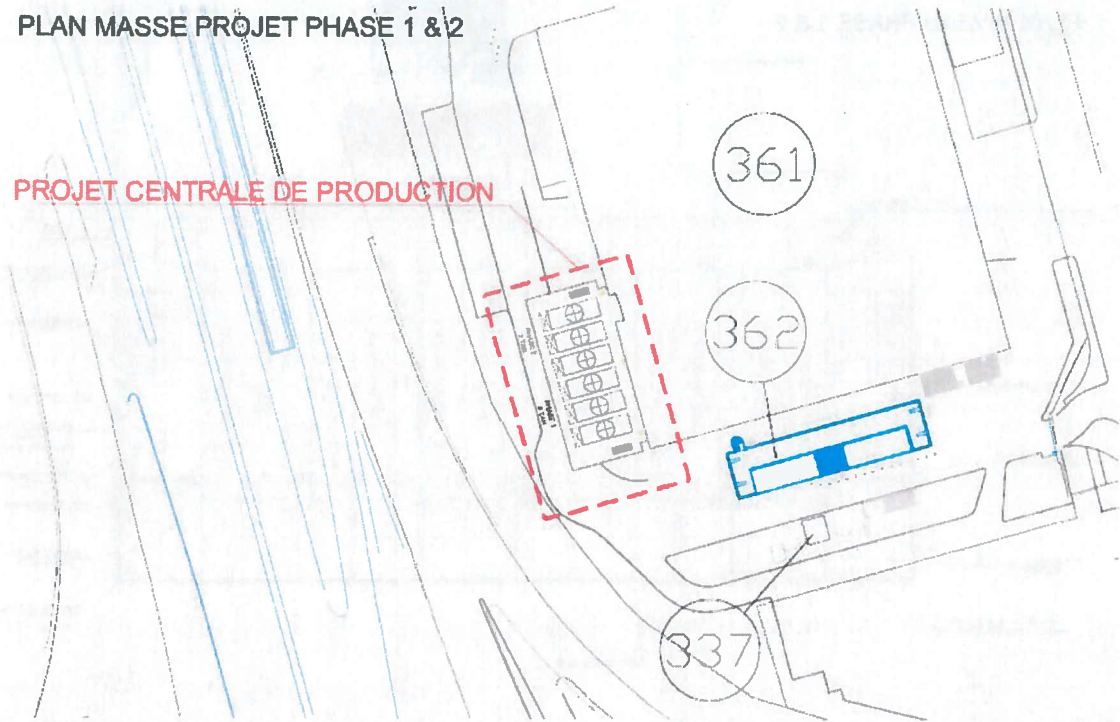 PLAN MASSE PROJET PHASE 1 & 2
361
PROJET CENTRALE DE PRODUCTION
362
337